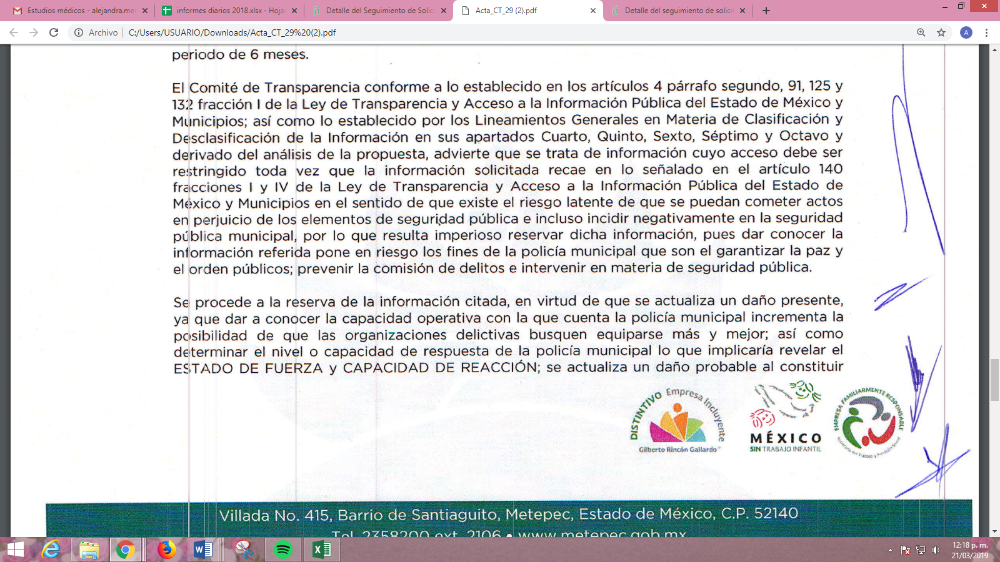 Estudios médicos - alejandra.mer
informes diarios 2018.xlsx - Hoja
Detalle del Seguimiento de Solic
Acta_CT_29 (2).pdf
Detalle del seguimiento de solicit
Archivo
C:/Users/USUARIO/Downloads/Acta_CT_29%20(2).pdf
A
periodo de 6 meses.
El Comité de Transparencia conforme a lo establecido en los artículos 4 párrafo segundo, 91, 125 y
132 fracción I de la Ley de Transparencia y Acceso a la Información Pública del Estado de México y
Municipios; así como lo establecido por los Lineamientos Generales en Materia de Clasificación y
Desclasificación de la Información en sus apartados Cuarto, Quinto, Sexto, Séptimo y Octavo y
derivado del análisis de la propuesta, advierte que se trata de información cuyo acceso debe ser
restringido toda vez que la información solicitada recae en lo señalado en el artículo 140
fracciones I y IV de la Ley de Transparencia y Acceso a la Información Pública del Estado de
México y Municipios en el sentido de que existe el riesgo latente de que se puedan cometer actos
en perjuicio de los elementos de seguridad pública e incluso incidir negativamente en la seguridad
pública municipal, por lo que resulta imperioso reservar dicha información, pues dar conocer la
información referida pone en riesgo los fines de la policía municipal que son el garantizar la paz y
el orden públicos; prevenir la comisión de delitos e intervenir en materia de seguridad pública.
Se procede a la reserva de la información citada, en virtud de que se actualiza un daño presente,
ya que dar a conocer la capacidad operativa con la que cuenta la policía municipal incrementa la
posibilidad de que las organizaciones delictivas busquen equiparse más y mejor; así como
determinar el nivel o capacidad de respuesta de la policía municipal lo que implicaría revelar el
ESTADO DE FUERZA y CAPACIDAD DE REACCIÓN; se actualiza un daño probable al constituir
DISTINTIVO Empresa Incluyente
Gilberto Rincón Gallardo
MÉXICO
SIN TRABAJO INFANTIL
EMPRESA FAMILIARMENTE RESPONSABLE
Secretaría del Trabajo y Previsión Social
Villada No. 415, Barrio de Santiaguito, Metepec, Estado de México, C.P. 52140
Tel. 2358200 ext. 2106 • www.metepec.gob.mx
12:18 p. m.
21/03/2019